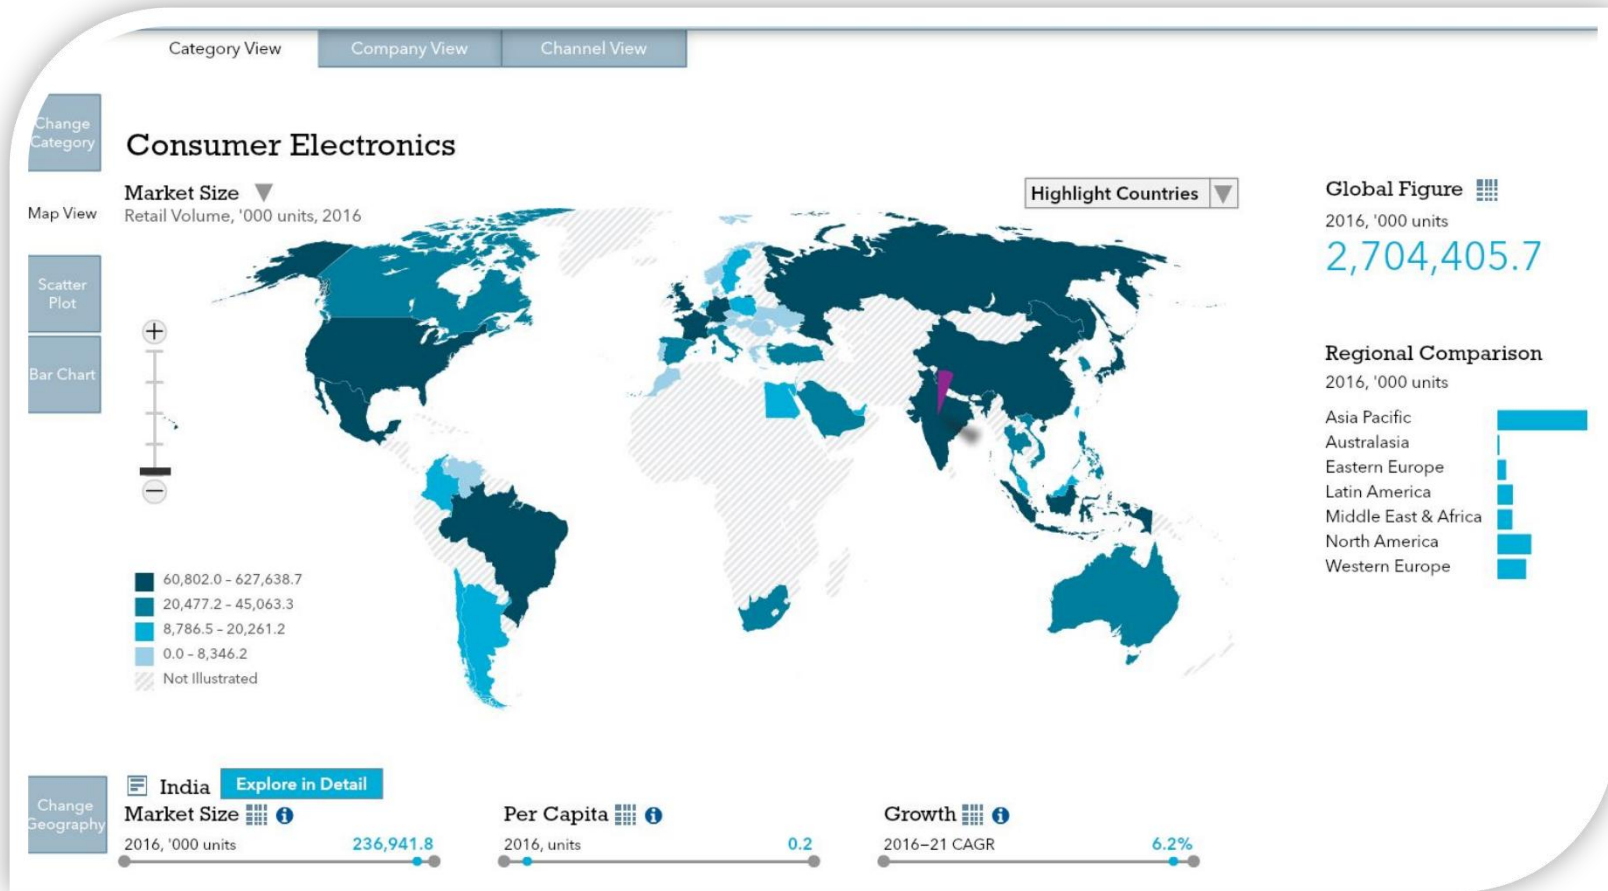 Category View
Company View
Channel View
Change
Category
Consumer Electronics
Market Size
Retail Volume, '000 units, 2016
Highlight Countries
Global Figure
2016, '000 units
2,704,405.7
Map View
Scatter
Plot
Bar Chart
Regional Comparison
2016, '000 units
Asia Pacific
Australasia
Eastern Europe
Latin America
Middle East & Africa
North America
Western Europe
60,802.0 – 627,638.7
20,477.2 – 45,063.3
8,786.5 – 20,261.2
0.0 – 8,346.2
Not Illustrated
Change
Geography
India
Explore in Detail
Market Size
2016, '000 units 236,941.8
Per Capita
2016, units 0.2
Growth
2016–21 CAGR 6.2%